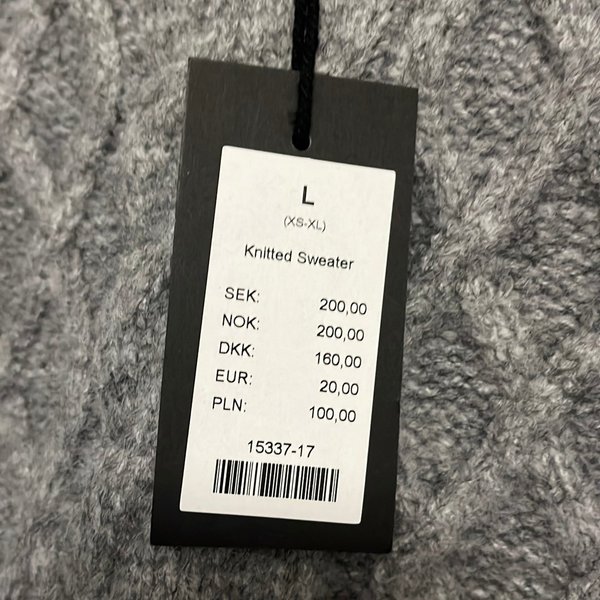 L
(XS-XL)
Knitted Sweater
SEK: 200,00
NOK: 200,00
DKK: 160,00
EUR: 20,00
PLN: 100,00
15337-17